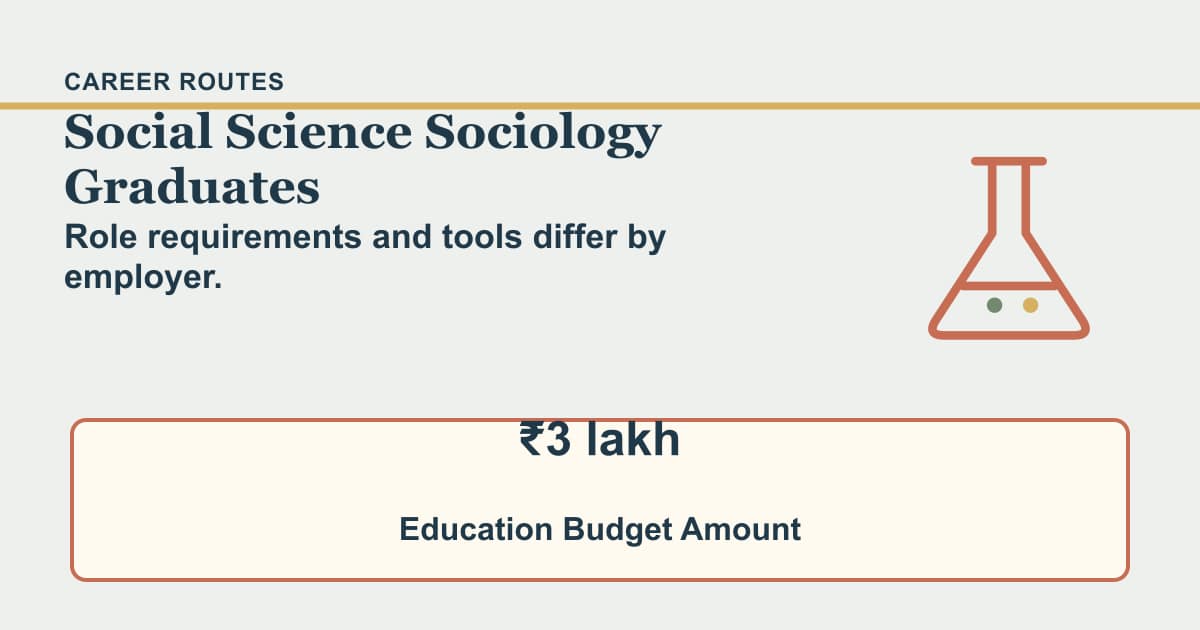 CAREER ROUTES
Social Science Sociology
Graduates
Role requirements and tools differ by
employer.
₹3 lakh
Education Budget Amount